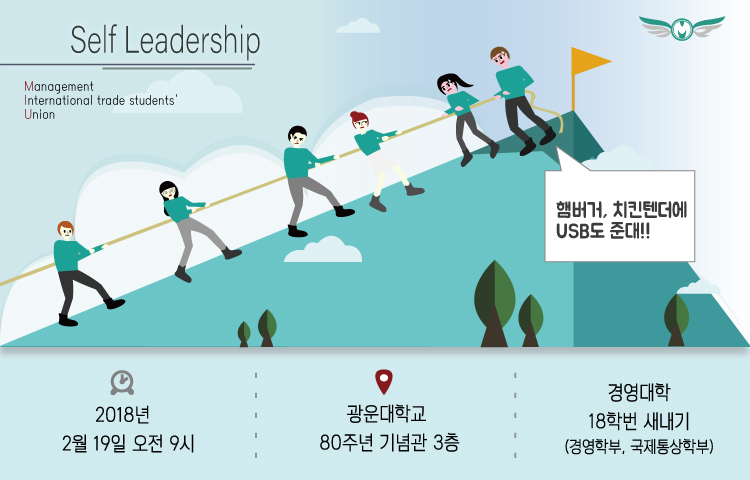 Self Leadership
Management
International trade students'
Union
M
햄버거, 치킨텐더에
USB도 준대!!
2018년
2월 19일 오전 9시
광운대학교
80주년 기념관 3층
경영대학
18학번 새내기
(경영학부, 국제통상학부)